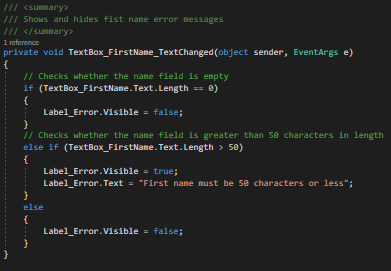 /// <summary>
/// Shows and hides fist name error messages
/// </summary>
1 reference
private void TextBox_FirstName_TextChanged(object sender, EventArgs e)
{
// Checks whether the name field is empty
if (TextBox_FirstName.Text.Length == 0)
{
Label_Error.Visible = false;
}
// Checks whether the name field is greater than 50 characters in length
else if (TextBox_FirstName.Text.Length > 50)
{
Label_Error.Visible = true;
Label_Error.Text = "First name must be 50 characters or less";
}
else
{
Label_Error.Visible = false;
}
}